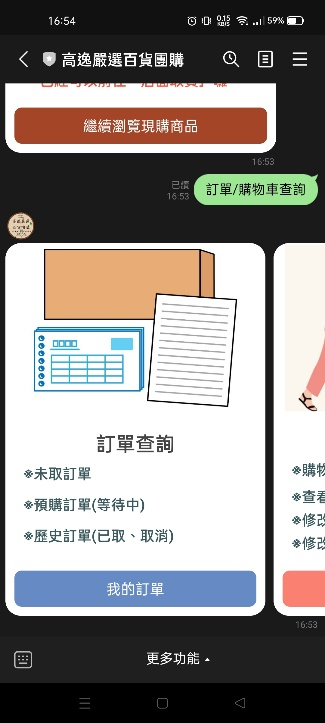 16:54
0.15
KB/S
59%
高逸嚴選百貨團購
繼續瀏覽現購商品
16:53
已讀
16:53
訂單/購物車查詢
訂單查詢
※未取訂單
※預購訂單(等待中)
※歷史訂單(已取、取消)
我的訂單
※購物
※查看
※修改
※修改
16:53
更多功能